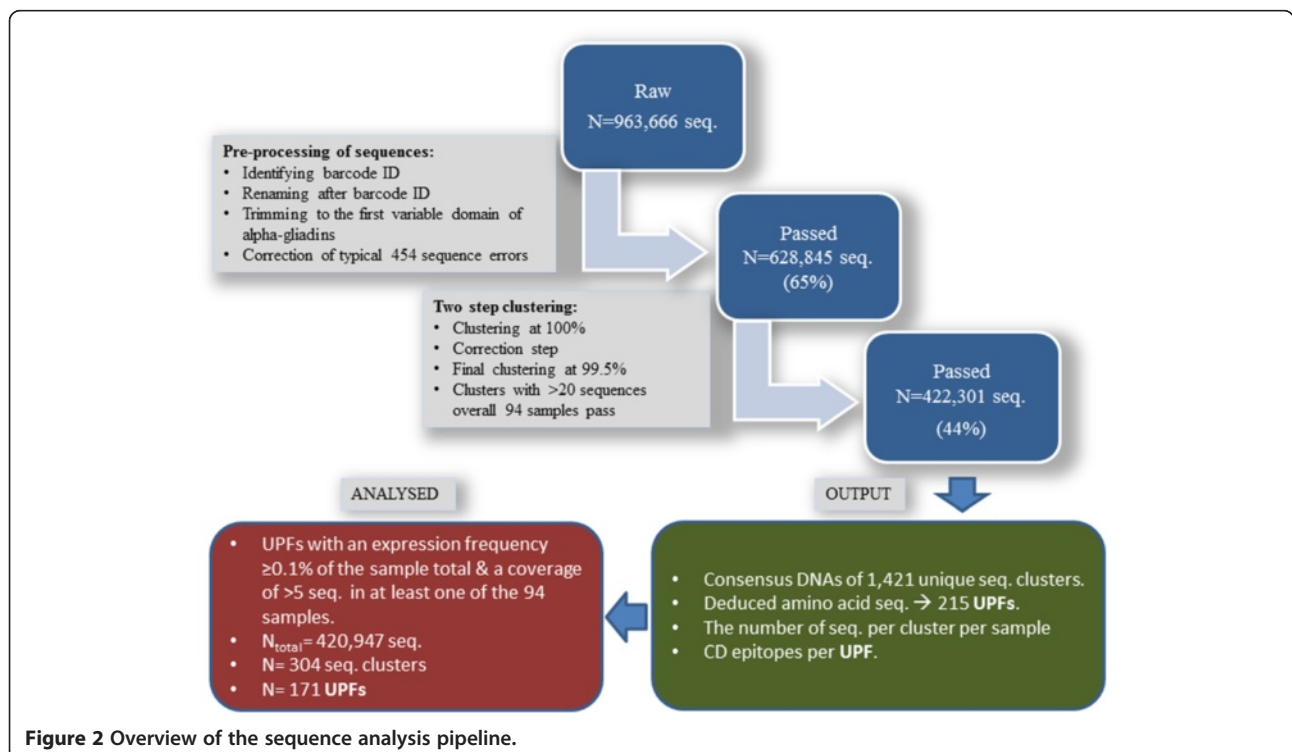 Raw
N=963,666 seq.
Pre-processing of sequences:
• Identifying barcode ID
• Renaming after barcode ID
• Trimming to the first variable domain of
alpha-gliadins
• Correction of typical 454 sequence errors
Passed
N=628,845 seq.
(65%)
Two step clustering:
• Clustering at 100%
• Correction step
• Final clustering at 99.5%
• Clusters with >20 sequences
overall 94 samples pass
Passed
N=422,301 seq.
(44%)
ANALYSED
OUTPUT
• UPFs with an expression frequency
≥0.1% of the sample total & a coverage
of >5 seq. in at least one of the 94
samples.
• Ntotal= 420,947 seq.
• N= 304 seq. clusters
• N= 171 UPFs
• Consensus DNAs of 1,421 unique seq. clusters.
• Deduced amino acid seq. → 215 UPFs.
• The number of seq. per cluster per sample
• CD epitopes per UPF.
Figure 2 Overview of the sequence analysis pipeline.